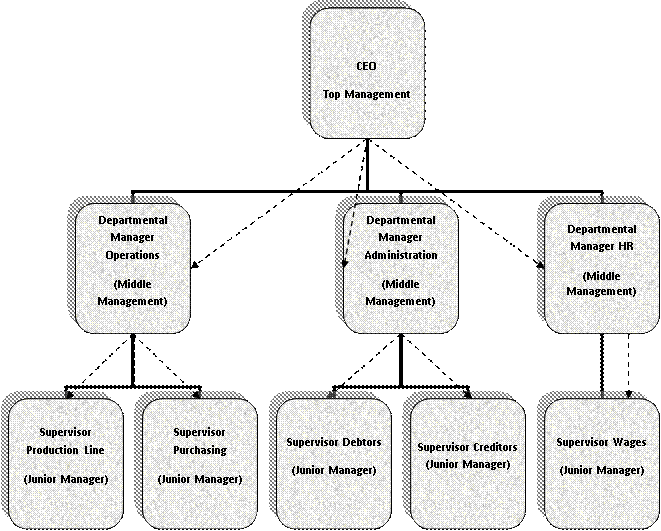 CEO
Top Management
Departmental
Manager
Operations
(Middle
Management)
Departmental
Manager
Administration
(Middle
Management)
Departmental
Manager HR
(Middle
Management)
Supervisor
Production Line
(Junior Manager)
Supervisor
Purchasing
(Junior Manager)
Supervisor Debtors
(Junior Manager)
Supervisor Creditors
(Junior Manager)
Supervisor Wages
(Junior Manager)